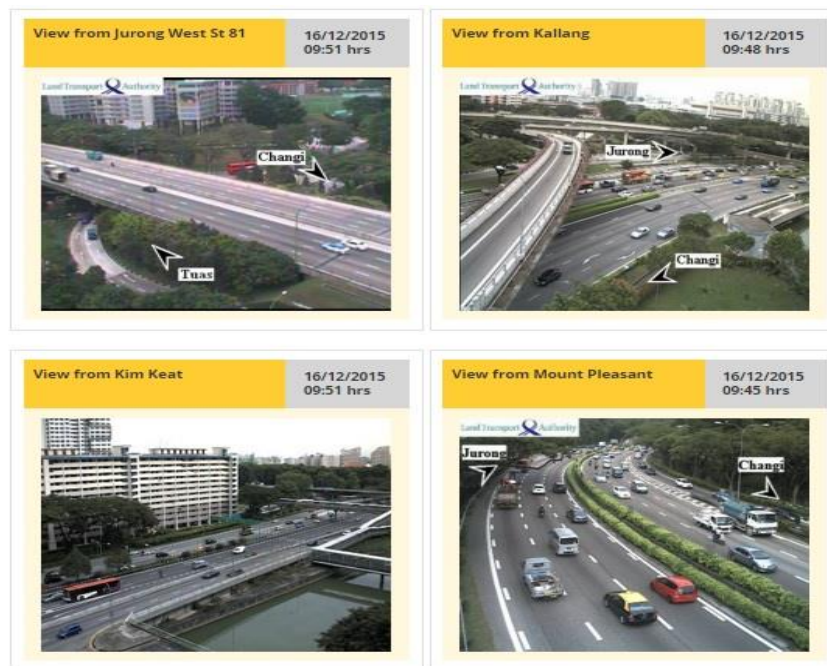 View from Jurong West St 81
16/12/2015
09:51 hrs
Land Transport Authority
Changi
Tuas
View from Kallang
16/12/2015
09:48 hrs
Land Transport Authority
Jurong
Changi
View from Kim Keat
16/12/2015
09:51 hrs
View from Mount Pleasant
16/12/2015
09:45 hrs
Land Transport Authority
Jurong
Changi